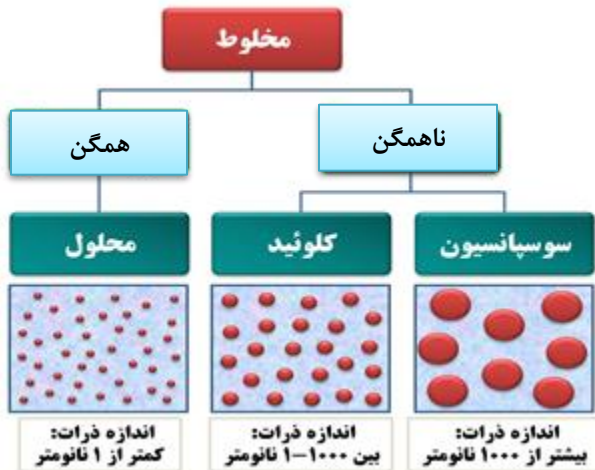 مخلوط
ناهمگن
همگن
سوسپانسیون
کلوئید
محلول
اندازه ذرات:
بیشتر از ۱۰۰۰ نانومتر
اندازه ذرات:
بین ۱۰۰۰–۱ نانومتر
اندازه ذرات:
کمتر از ۱ نانومتر